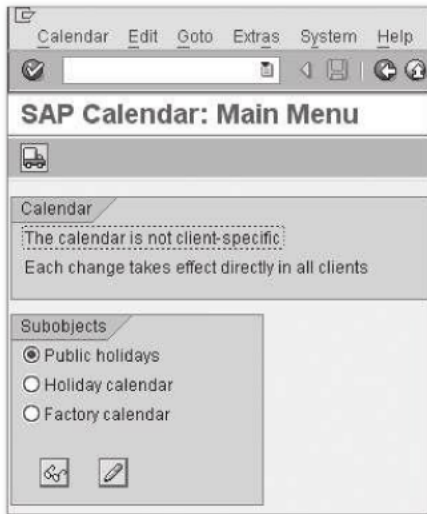 Calendar Edit Goto Extras System Help
SAP Calendar: Main Menu
Calendar
The calendar is not client-specific
Each change takes effect directly in all clients
Subobjects
Public holidays
Holiday calendar
Factory calendar